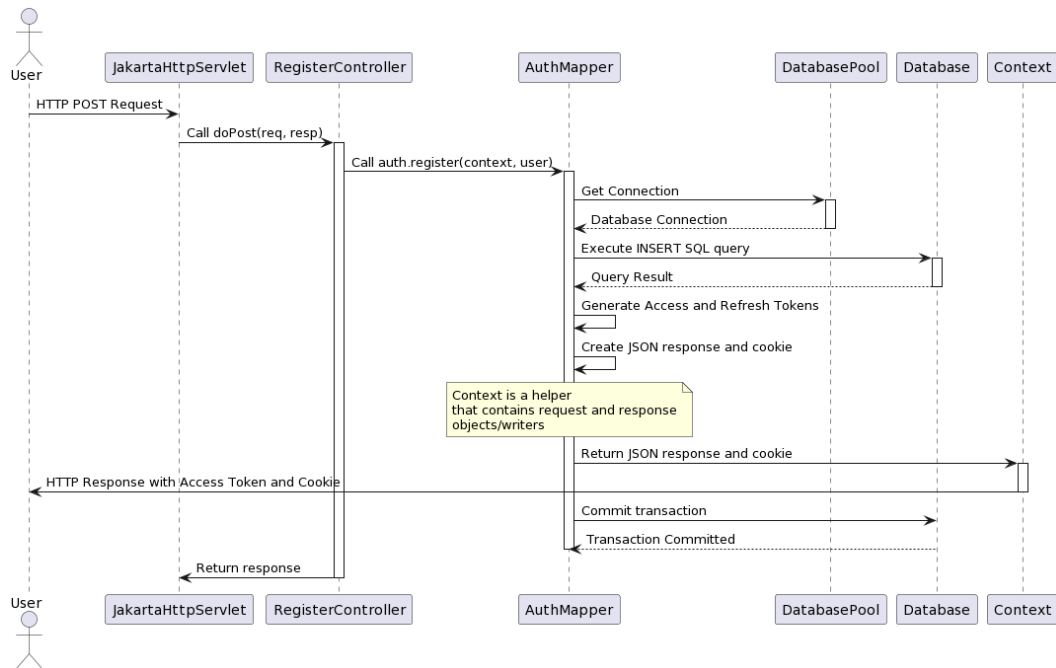 User
JakartaHttpServlet
RegisterController
AuthMapper
DatabasePool
Database
Context
HTTP POST Request
Call doPost(req, resp)
Call auth.register(context, user)
Get Connection
Database Connection
Execute INSERT SQL query
Query Result
Generate Access and Refresh Tokens
Create JSON response and cookie
Context is a helper
that contains request and response
objects/writers
Return JSON response and cookie
HTTP Response with Access Token and Cookie
Commit transaction
Transaction Committed
Return response
User
JakartaHttpServlet
RegisterController
AuthMapper
DatabasePool
Database
Context